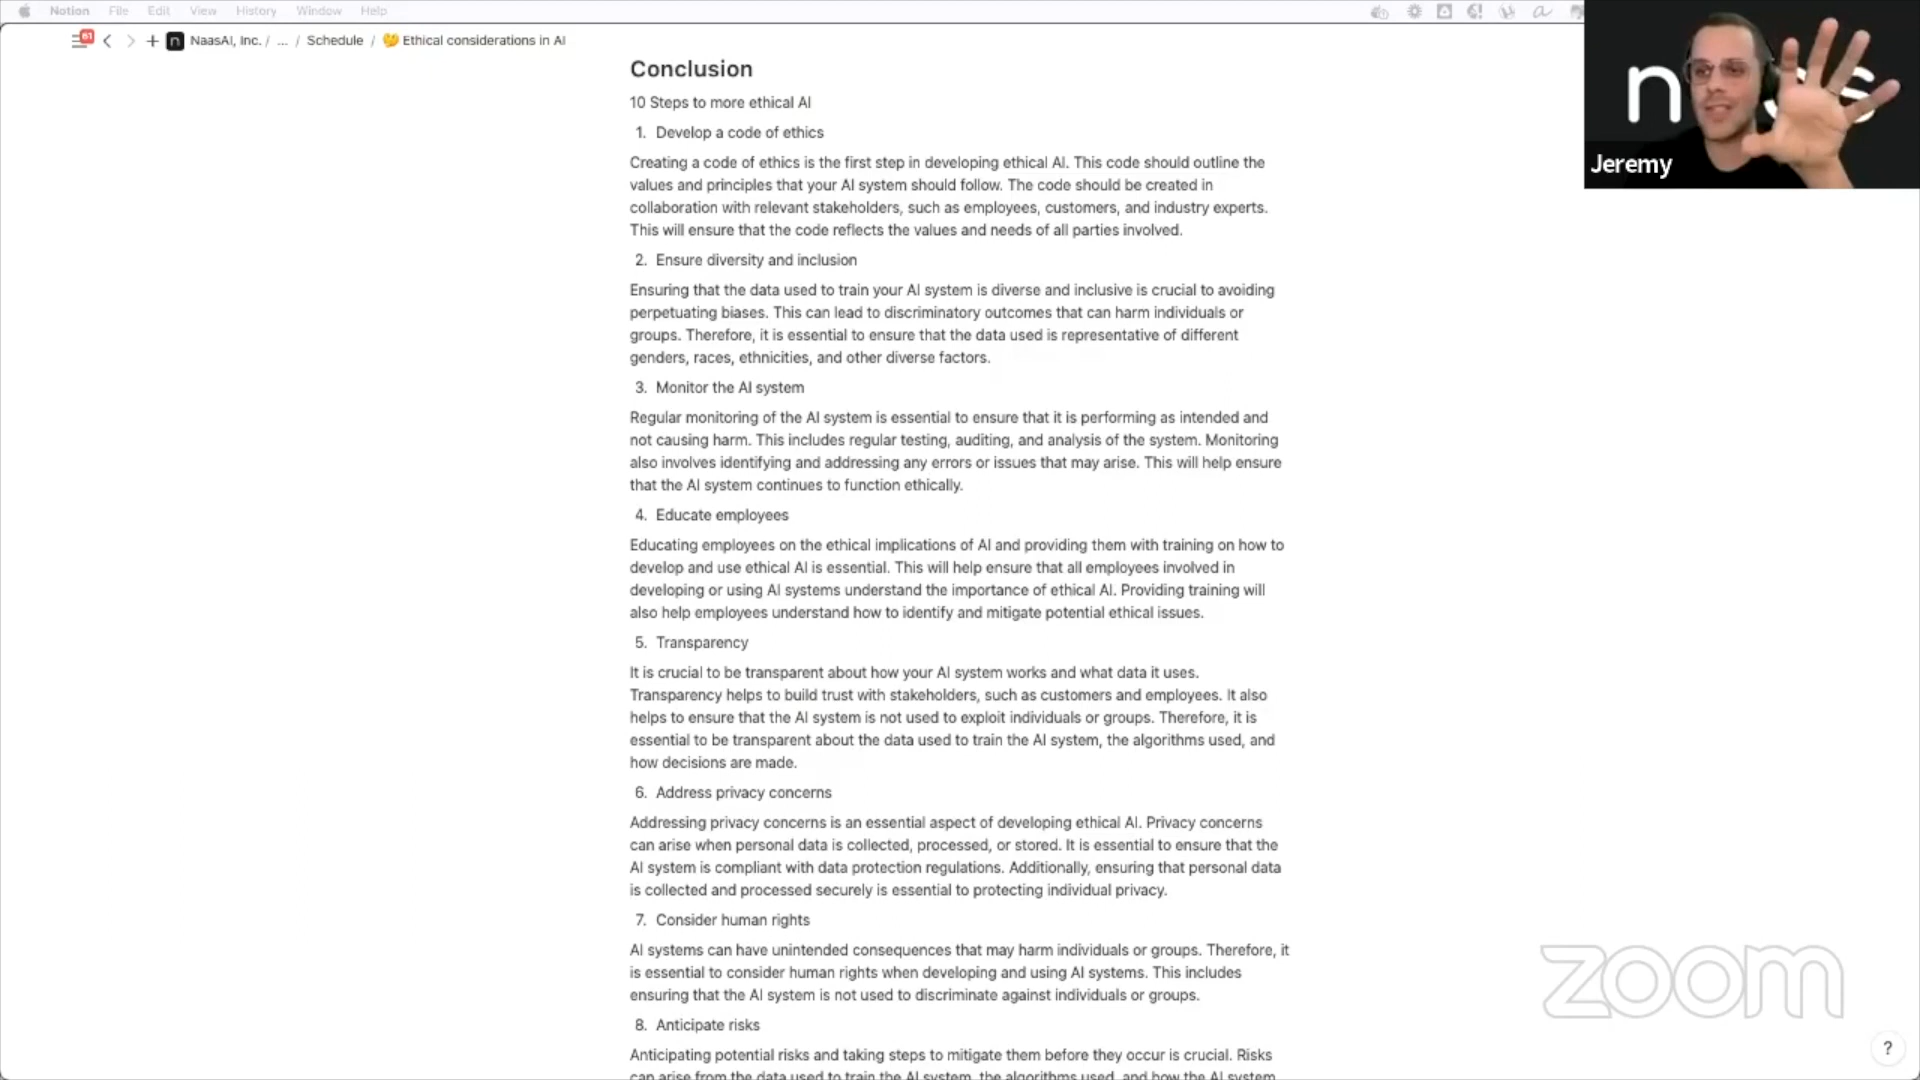 Notion File Edit View History Window Help
61
NaasAI, Inc. / ... / Schedule / 🤔 Ethical considerations in AI
Conclusion
10 Steps to more ethical AI
1. Develop a code of ethics
Creating a code of ethics is the first step in developing ethical AI. This code should outline the
values and principles that your AI system should follow. The code should be created in
collaboration with relevant stakeholders, such as employees, customers, and industry experts.
This will ensure that the code reflects the values and needs of all parties involved.
2. Ensure diversity and inclusion
Ensuring that the data used to train your AI system is diverse and inclusive is crucial to avoiding
perpetuating biases. This can lead to discriminatory outcomes that can harm individuals or
groups. Therefore, it is essential to ensure that the data used is representative of different
genders, races, ethnicities, and other diverse factors.
3. Monitor the AI system
Regular monitoring of the AI system is essential to ensure that it is performing as intended and
not causing harm. This includes regular testing, auditing, and analysis of the system. Monitoring
also involves identifying and addressing any errors or issues that may arise. This will help ensure
that the AI system continues to function ethically.
4. Educate employees
Educating employees on the ethical implications of AI and providing them with training on how to
develop and use ethical AI is essential. This will help ensure that all employees involved in
developing or using AI systems understand the importance of ethical AI. Providing training will
also help employees understand how to identify and mitigate potential ethical issues.
5. Transparency
It is crucial to be transparent about how your AI system works and what data it uses.
Transparency helps to build trust with stakeholders, such as customers and employees. It also
helps to ensure that the AI system is not used to exploit individuals or groups. Therefore, it is
essential to be transparent about the data used to train the AI system, the algorithms used, and
how decisions are made.
6. Address privacy concerns
Addressing privacy concerns is an essential aspect of developing ethical AI. Privacy concerns
can arise when personal data is collected, processed, or stored. It is essential to ensure that the
AI system is compliant with data protection regulations. Additionally, ensuring that personal data
is collected and processed securely is essential to protecting individual privacy.
7. Consider human rights
AI systems can have unintended consequences that may harm individuals or groups. Therefore, it
is essential to consider human rights when developing and using AI systems. This includes
ensuring that the AI system is not used to discriminate against individuals or groups.
8. Anticipate risks
Anticipating potential risks and taking steps to mitigate them before they occur is crucial. Risks
can arise from the data used to train the AI system, the algorithms used, and how the AI system
Jeremy
zoom
?